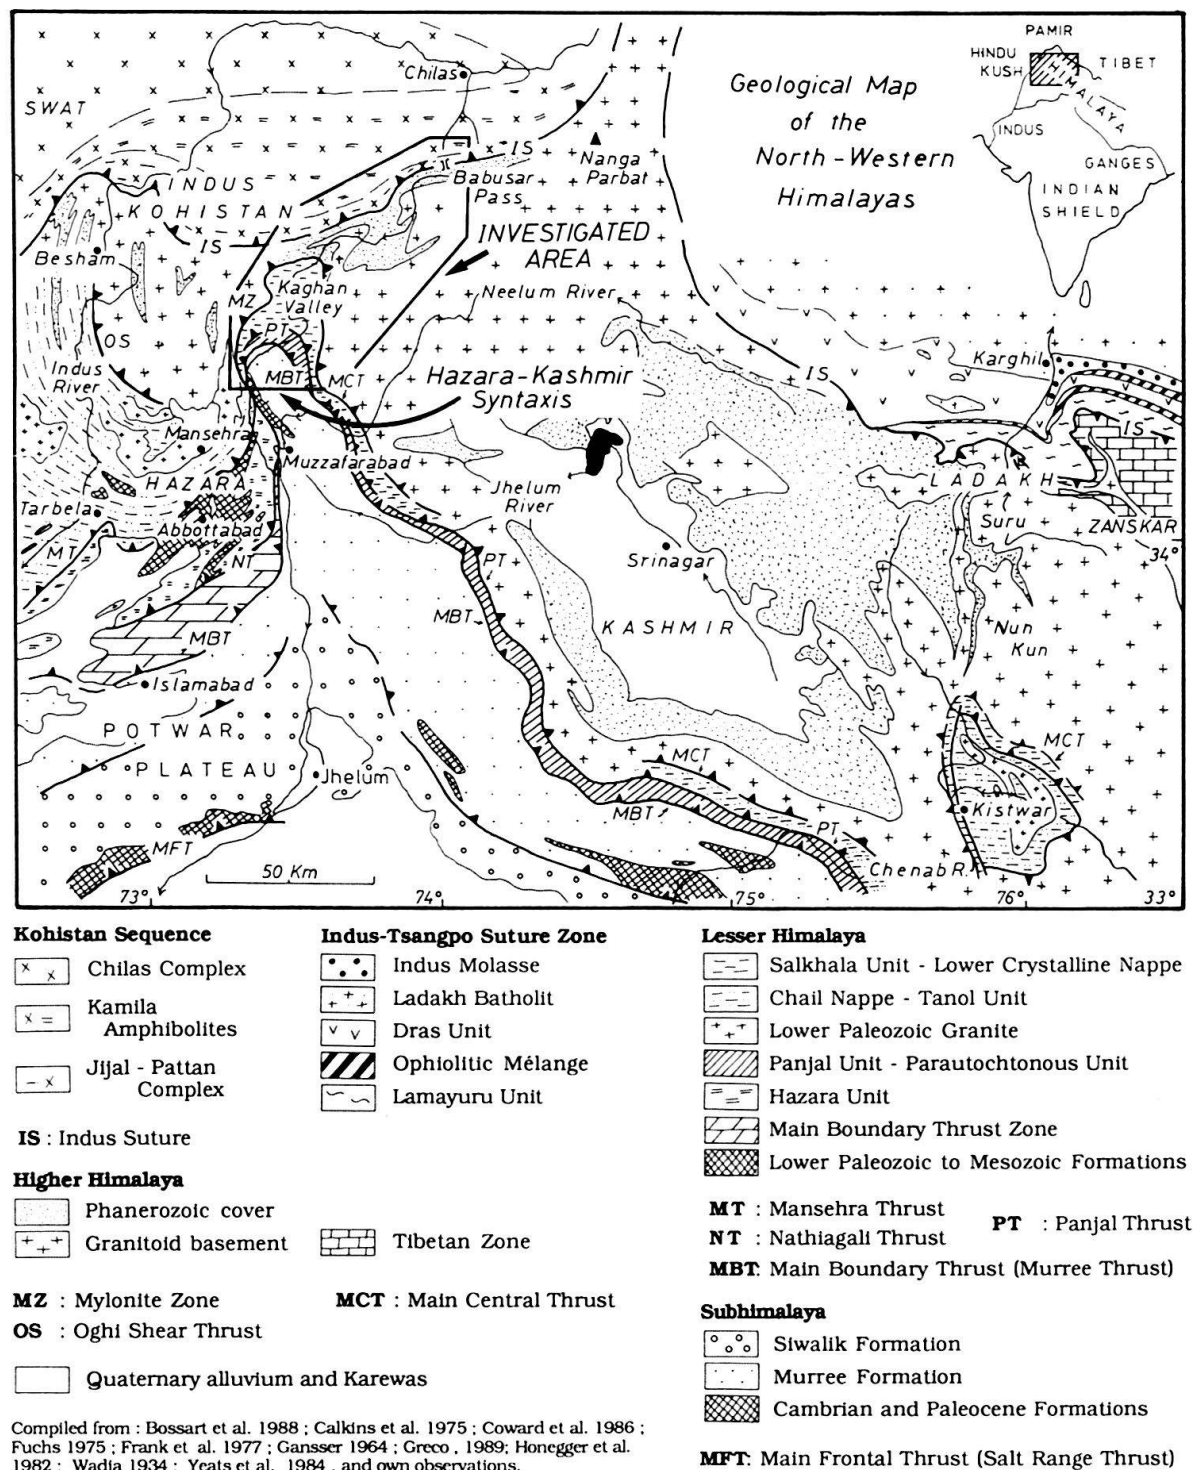 Geological Map
of the
North-Western
Himalayas
PAMIR
HINDU
KUSH
TIBET
HIMALAYA
INDUS
GANGES
INDIAN
SHIELD
Chilas
SWAT
IS
Nanga
Parbat
Babusar
Pass
INDUS
KOHISTAN
IS
Besham
INVESTIGATED
AREA
Kaghan
Valley
MZ
Neelum River
PT
OS
Indus
River
MBT
MCT
Hazara-Kashmir
Syntaxis
IS
Karghil
IS
Mansehra
Muzzafarabad
HAZARA
Jhelum
River
LADAKH
Tarbela
Abbottabad
Suru
ZANSKAR
MT
NT
Srinagar
34°
PT
MBT
MBT
KASHMIR
Nun
Kun
Islamabad
POTWAR
PLATEAU
MCT
MCT
Jhelum
MBT
PT
Kistwar
MFT
50 Km
Chenab R.
73°
74°
75°
76°
33°
Kohistan Sequence
Chilas Complex
Kamila
Amphibolites
Jijal - Pattan
Complex
IS : Indus Suture
Higher Himalaya
Phanerozoic cover
Granitoid basement
MZ : Mylonite Zone
OS : Oghi Shear Thrust
Quaternary alluvium and Karewas
Indus-Tsangpo Suture Zone
Indus Molasse
Ladakh Batholit
Dras Unit
Ophiolitic Mélange
Lamayuru Unit
Tibetan Zone
MCT : Main Central Thrust
Lesser Himalaya
Salkhala Unit - Lower Crystalline Nappe
Chail Nappe - Tanol Unit
Lower Paleozoic Granite
Panjal Unit - Parautochtonous Unit
Hazara Unit
Main Boundary Thrust Zone
Lower Paleozoic to Mesozoic Formations
MT : Mansehra Thrust
NT : Nathiagali Thrust
PT : Panjal Thrust
MBT: Main Boundary Thrust (Murree Thrust)
Subhimalaya
Siwalik Formation
Murree Formation
Cambrian and Paleocene Formations
MFT: Main Frontal Thrust (Salt Range Thrust)
Compiled from : Bossart et al. 1988 ; Calkins et al. 1975 ; Coward et al. 1986 ;
Fuchs 1975 ; Frank et al. 1977 ; Gansser 1964 ; Greco , 1989; Honegger et al.
1982 ; Wadia 1934 ; Yeats et al. 1984 , and own observations.